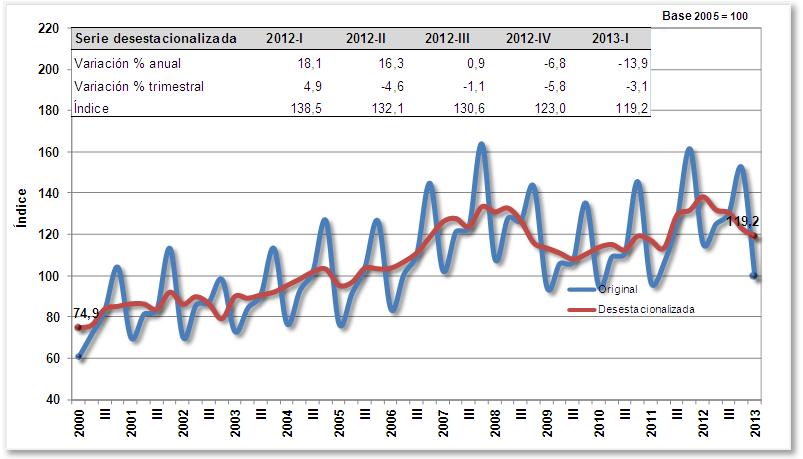 Base 2005 = 100
Serie desestacionalizada 2012-I 2012-II 2012-III 2012-IV 2013-I
Variación % anual 18,1 16,3 0,9 -6,8 -13,9
Variación % trimestral 4,9 -4,6 -1,1 -5,8 -3,1
Índice 138,5 132,1 130,6 123,0 119,2
220
200
180
160
140
120
100
80
60
40
Índice
74,9
119,2
Original
Desestacionalizada
2000 III 2001 III 2002 III 2003 III 2004 III 2005 III 2006 III 2007 III 2008 III 2009 III 2010 III 2011 III 2012 III 2013